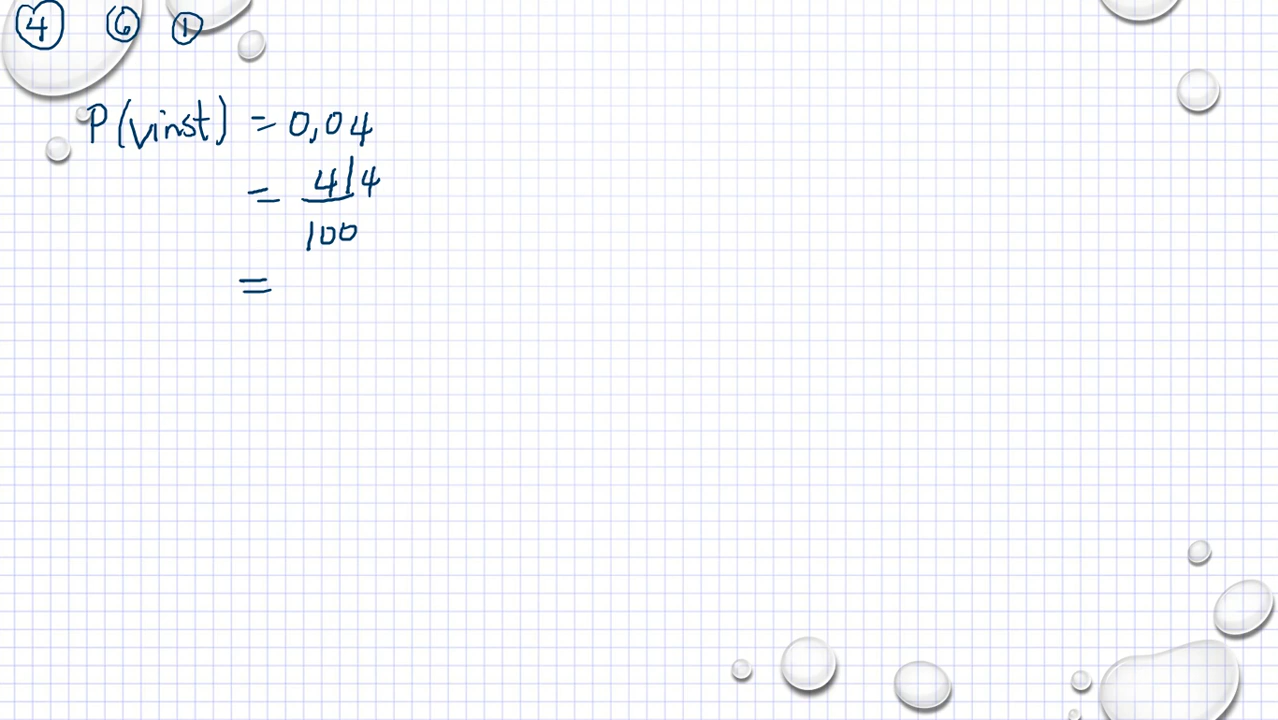 ④ ⑥ ①
P(vinst) = 0,04
= 4/4
100
=